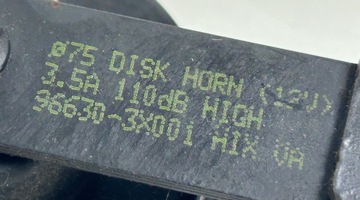 ø75 DISK HORN (12V)
3.5A 110dB HIGH
96630-3X001 MIX VA